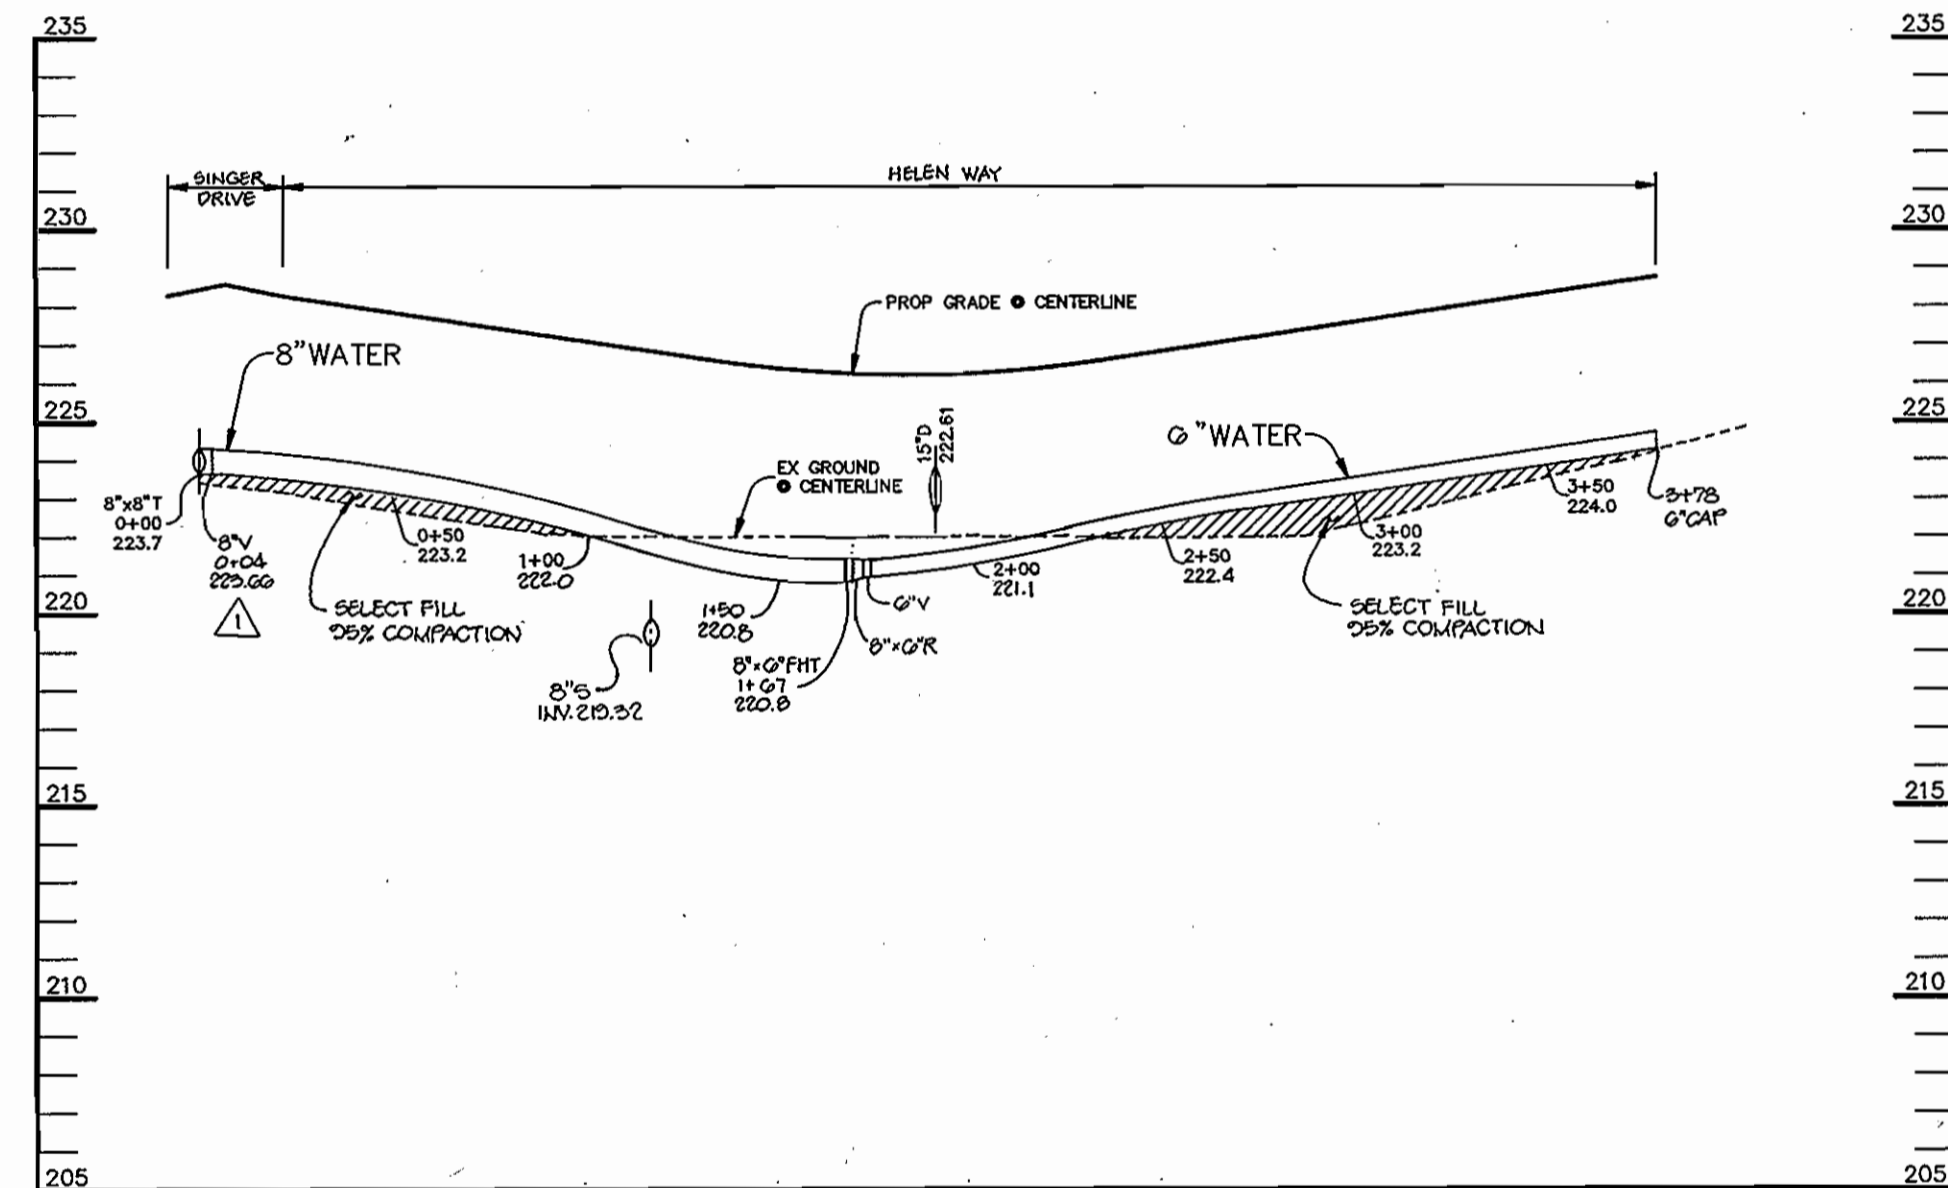 235
235
SINGER
DRIVE
HELEN WAY
230
230
PROP GRADE @ CENTERLINE
8"WATER
225
225
15"D
222.61
6"WATER
EX GROUND
@ CENTERLINE
8"x8"T
0+00
223.7
8"V
0+04
223.66
1
0+50
223.2
1+00
222.0
SELECT FILL
95% COMPACTION
1+50
220.8
6"V
8"x6"R
8"x6"FHT
1+67
220.8
8"S
INV. 219.32
2+00
221.1
2+50
222.4
3+00
223.2
3+50
224.0
3+78
6"CAP
SELECT FILL
95% COMPACTION
220
220
215
215
210
210
205
205